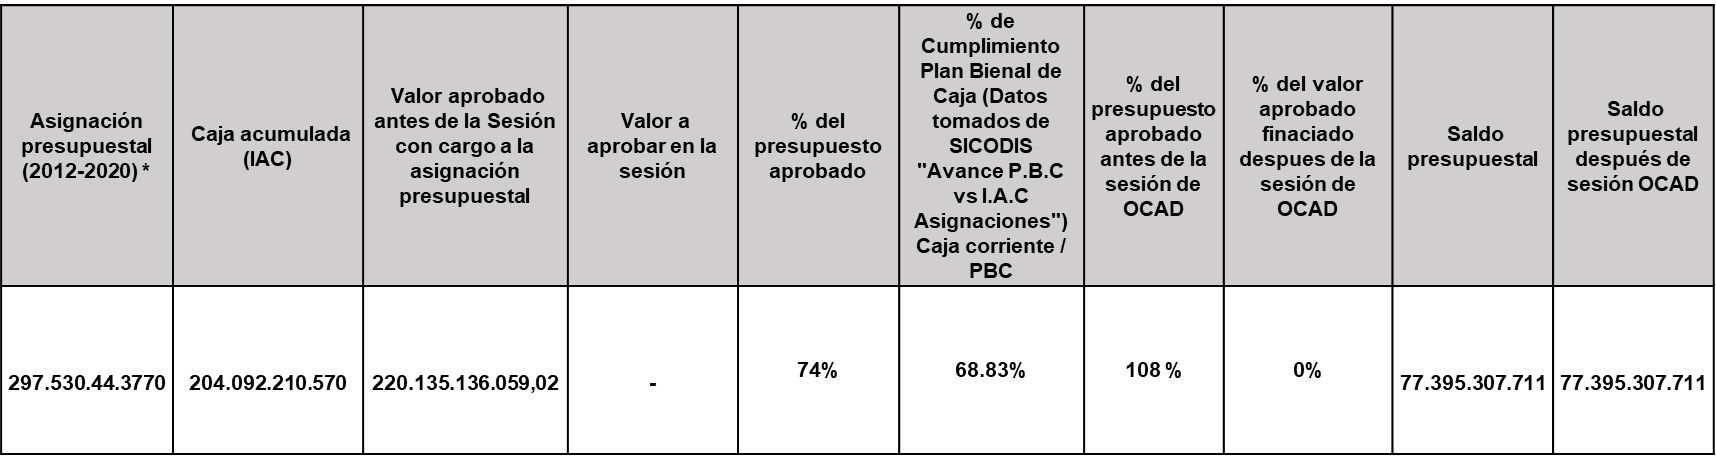 Asignación
presupuestal
(2012-2020) *
Caja acumulada
(IAC)
Valor aprobado
antes de la Sesión
con cargo a la
asignación
presupuestal
Valor a
aprobar en la
sesión
% del
presupuesto
aprobado
% de
Cumplimiento
Plan Bienal de
Caja (Datos
tomados de
SICODIS
"Avance P.B.C
vs I.A.C
Asignaciones")
Caja corriente /
PBC
% del
presupuesto
aprobado
antes de la
sesión de
OCAD
% del valor
aprobado
finaciado
despues de la
sesión de
OCAD
Saldo
presupuestal
Saldo
presupuestal
después de
sesión OCAD
297.530.44.3770
204.092.210.570
220.135.136.059,02
-
74%
68.83%
108 %
0%
77.395.307.711
77.395.307.711